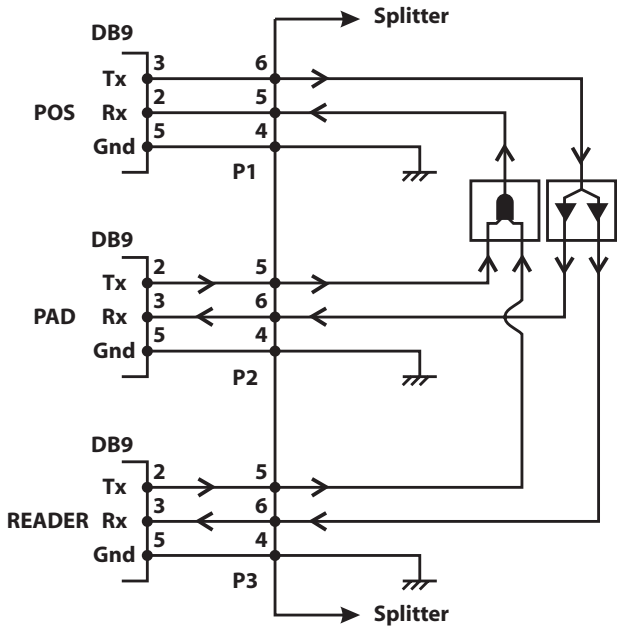 Splitter
DB9
Tx 3 6
POS Rx 2 5
Gnd 5 4
P1
DB9
Tx 2 5
PAD Rx 3 6
Gnd 5 4
P2
DB9
Tx 2 5
READER Rx 3 6
Gnd 5 4
P3
Splitter